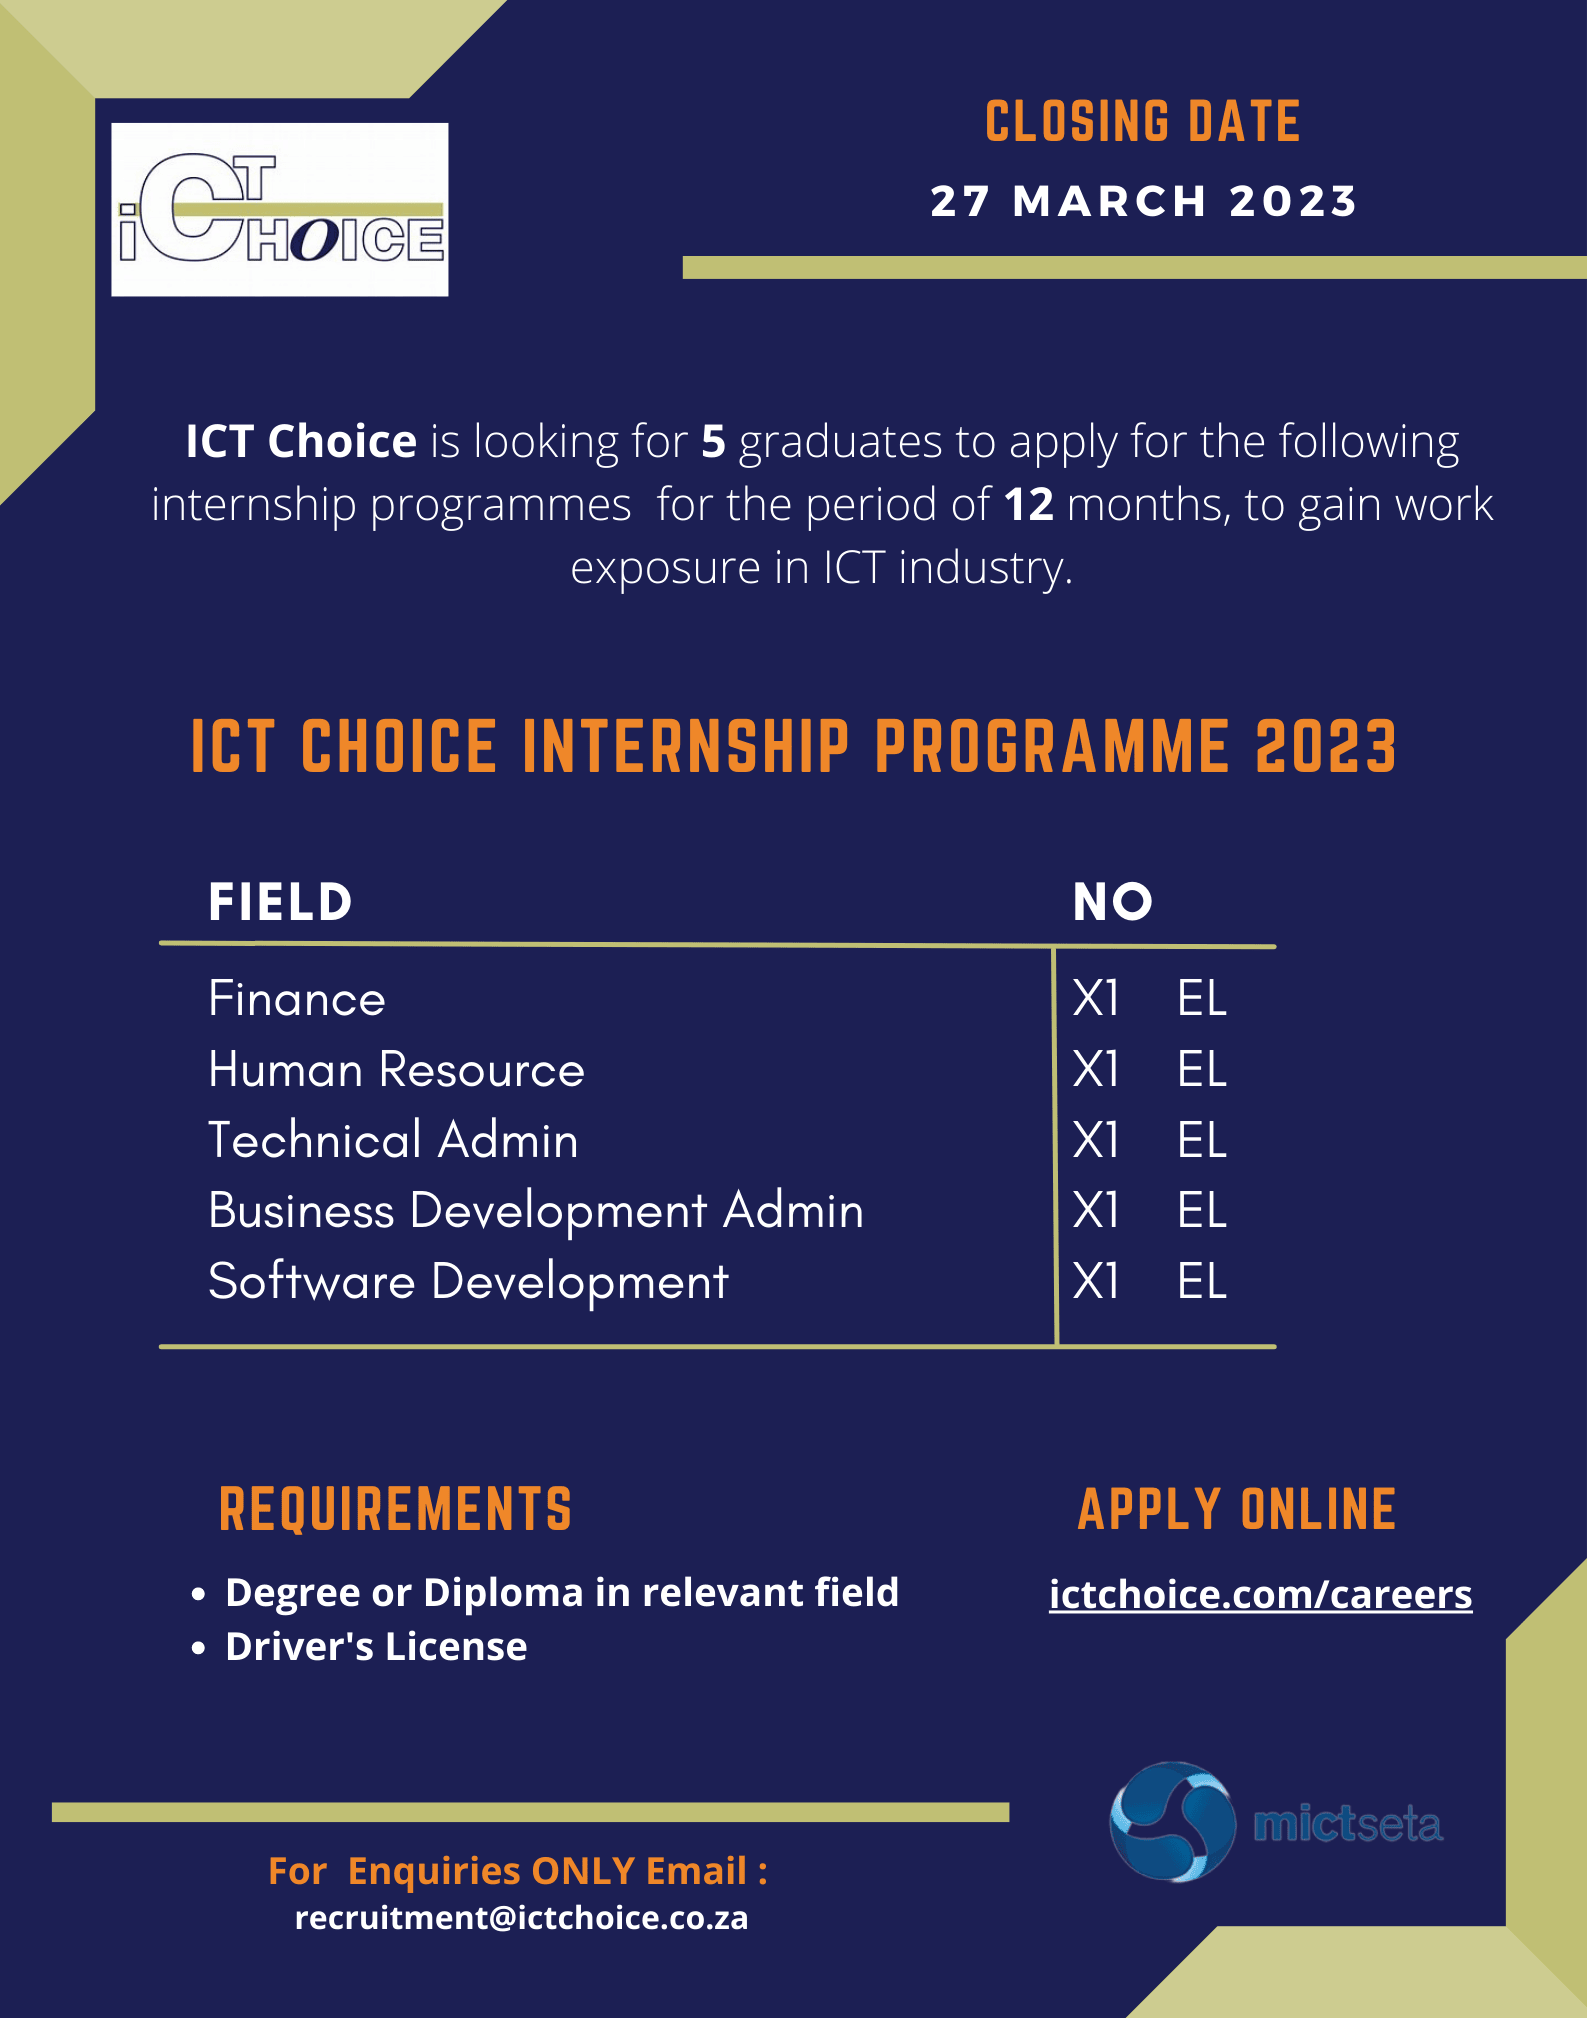 iCT CHOICE
CLOSING DATE
27 MARCH 2023
ICT Choice is looking for 5 graduates to apply for the following
internship programmes for the period of 12 months, to gain work
exposure in ICT industry.
ICT CHOICE INTERNSHIP PROGRAMME 2023
FIELD NO
Finance X1 EL
Human Resource X1 EL
Technical Admin X1 EL
Business Development Admin X1 EL
Software Development X1 EL
REQUIREMENTS
• Degree or Diploma in relevant field
• Driver's License
APPLY ONLINE
ictchoice.com/careers
mictseta
For Enquiries ONLY Email :
recruitment@ictchoice.co.za